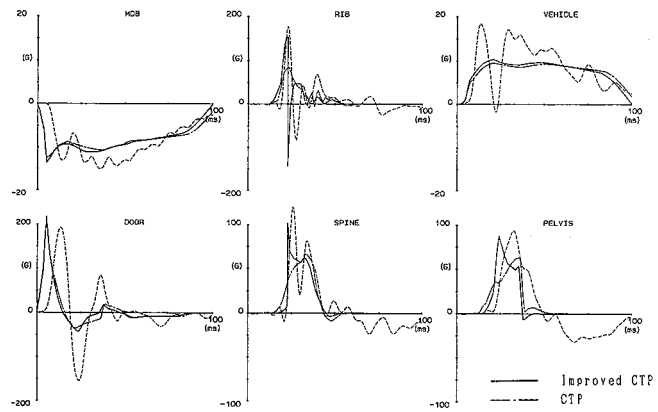 MDB
RIB
VEHICLE
20
200
20
(G)
(G)
(G)
0
0
0
100
(ms)
100
(ms)
100
(ms)
-20
-200
-20
DOOR
SPINE
PELVIS
200
100
100
(G)
(G)
(G)
0
0
0
100
(ms)
100
(ms)
100
(ms)
-200
-100
-100
Improved CTP
CTP